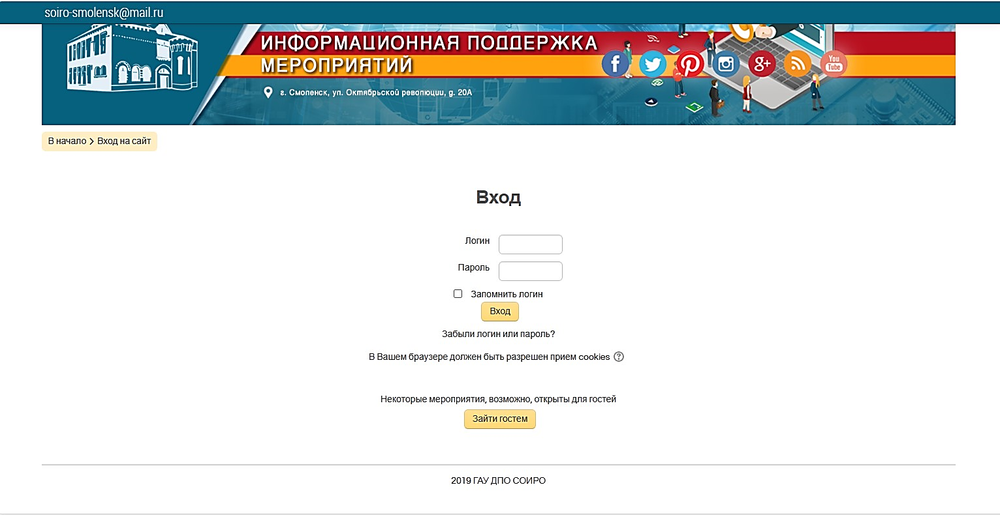 soiro-smolensk@mail.ru
ИНФОРМАЦИОННАЯ ПОДДЕРЖКА
МЕРОПРИЯТИЙ
г. Смоленск, ул. Октябрьской революции, д. 20А
You
Tube
В начало > Вход на сайт
Вход
Логин
Пароль
Запомнить логин
Вход
Забыли логин или пароль?
В Вашем браузере должен быть разрешен прием cookies
Некоторые мероприятия, возможно, открыты для гостей
Зайти гостем
2019 ГАУ ДПО СОИРО